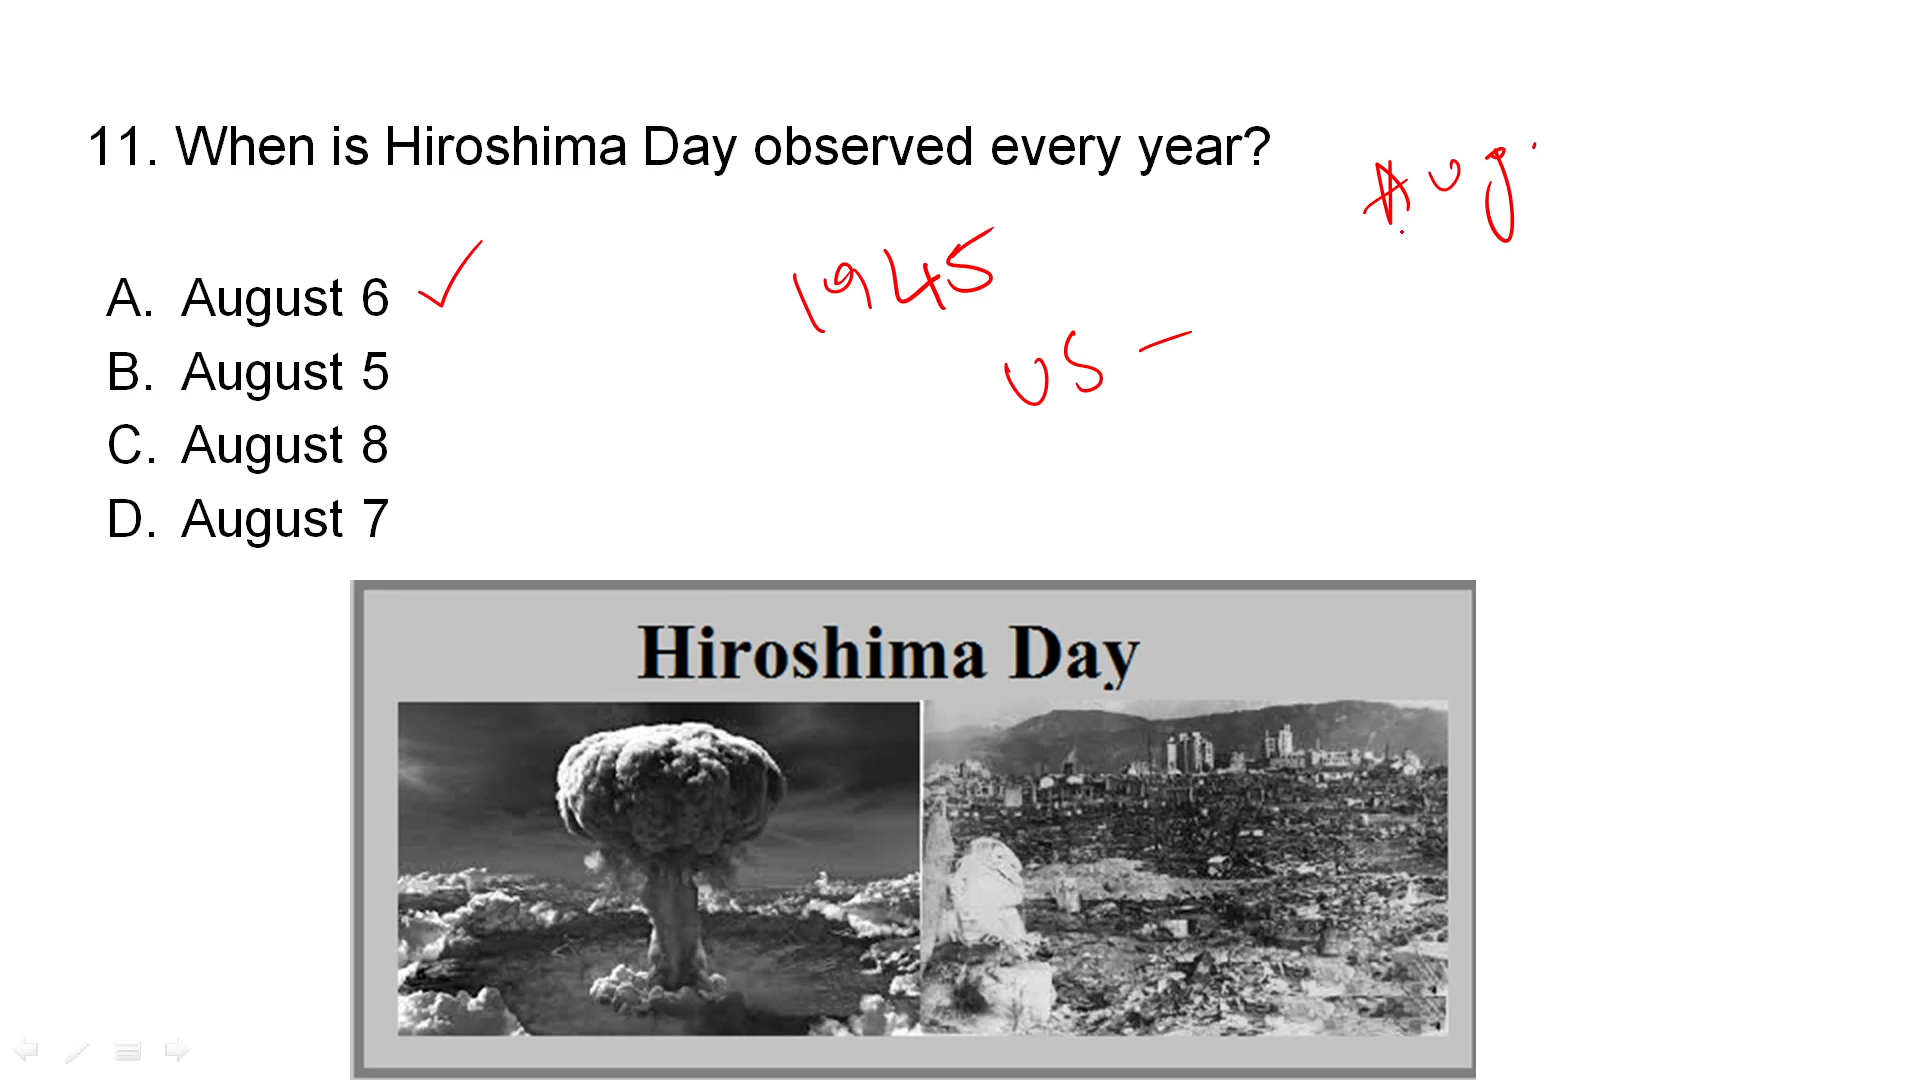 11. When is Hiroshima Day observed every year?
Aug.
A. August 6 ✓
1945
B. August 5
US –
C. August 8
D. August 7
Hiroshima Day